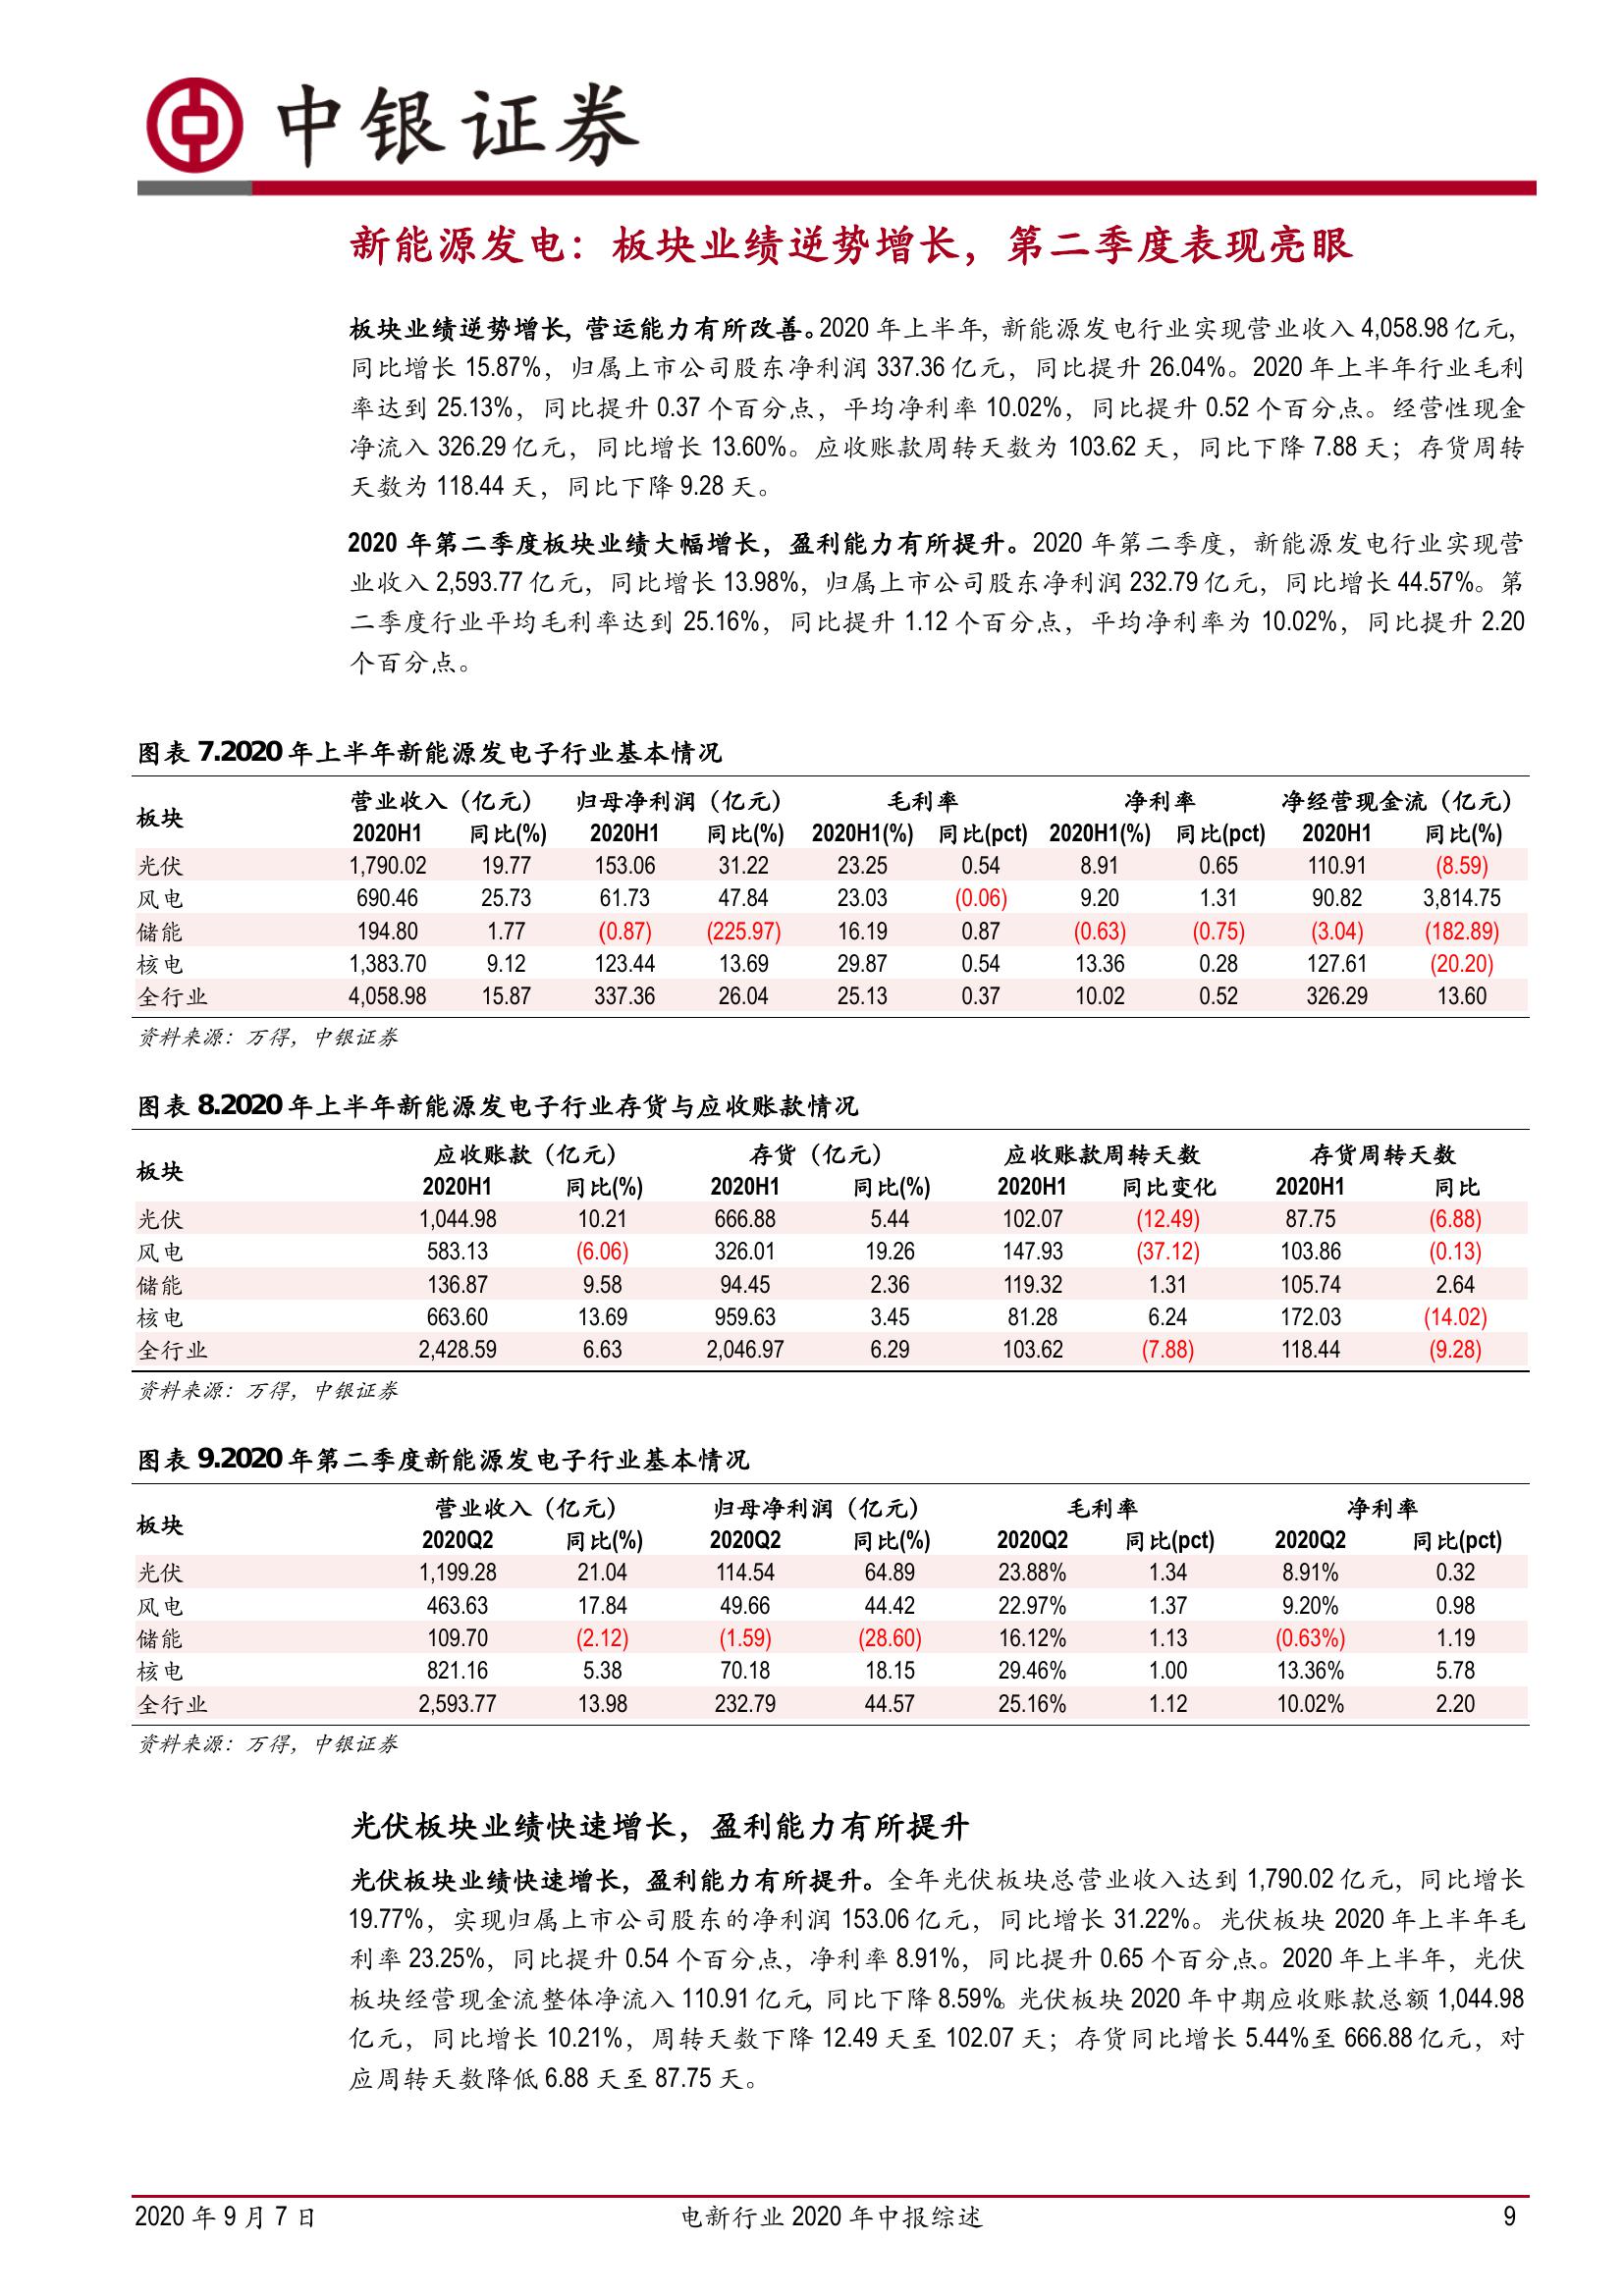 中银证券
新能源发电：板块业绩逆势增长，第二季度表现亮眼
板块业绩逆势增长，营运能力有所改善。2020 年上半年，新能源发电行业实现营业收入 4,058.98 亿元，
同比增长 15.87%，归属上市公司股东净利润 337.36 亿元，同比提升 26.04%。2020 年上半年行业毛利
率达到 25.13%，同比提升 0.37 个百分点，平均净利率 10.02%，同比提升 0.52 个百分点。经营性现金
净流入 326.29 亿元，同比增长 13.60%。应收账款周转天数为 103.62 天，同比下降 7.88 天；存货周转
天数为 118.44 天，同比下降 9.28 天。
2020 年第二季度板块业绩大幅增长，盈利能力有所提升。2020 年第二季度，新能源发电行业实现营
业收入 2,593.77 亿元，同比增长 13.98%，归属上市公司股东净利润 232.79 亿元，同比增长 44.57%。第
二季度行业平均毛利率达到 25.16%，同比提升 1.12 个百分点，平均净利率为 10.02%，同比提升 2.20
个百分点。
图表 7.2020 年上半年新能源发电子行业基本情况
板块 营业收入（亿元） 归母净利润（亿元） 毛利率 净利率 净经营现金流（亿元）
2020H1 同比(%) 2020H1 同比(%) 2020H1(%) 同比(pct) 2020H1(%) 同比(pct) 2020H1 同比(%)
光伏 1,790.02 19.77 153.06 31.22 23.25 0.54 8.91 0.65 110.91 (8.59)
风电 690.46 25.73 61.73 47.84 23.03 (0.06) 9.20 1.31 90.82 3,814.75
储能 194.80 1.77 (0.87) (225.97) 16.19 0.87 (0.63) (0.75) (3.04) (182.89)
核电 1,383.70 9.12 123.44 13.69 29.87 0.54 13.36 0.28 127.61 (20.20)
全行业 4,058.98 15.87 337.36 26.04 25.13 0.37 10.02 0.52 326.29 13.60
资料来源：万得，中银证券
图表 8.2020 年上半年新能源发电子行业存货与应收账款情况
板块 应收账款（亿元） 存货（亿元） 应收账款周转天数 存货周转天数
2020H1 同比(%) 2020H1 同比(%) 2020H1 同比变化 2020H1 同比
光伏 1,044.98 10.21 666.88 5.44 102.07 (12.49) 87.75 (6.88)
风电 583.13 (6.06) 326.01 19.26 147.93 (37.12) 103.86 (0.13)
储能 136.87 9.58 94.45 2.36 119.32 1.31 105.74 2.64
核电 663.60 13.69 959.63 3.45 81.28 6.24 172.03 (14.02)
全行业 2,428.59 6.63 2,046.97 6.29 103.62 (7.88) 118.44 (9.28)
资料来源：万得，中银证券
图表 9.2020 年第二季度新能源发电子行业基本情况
板块 营业收入（亿元） 归母净利润（亿元） 毛利率 净利率
2020Q2 同比(%) 2020Q2 同比(%) 2020Q2 同比(pct) 2020Q2 同比(pct)
光伏 1,199.28 21.04 114.54 64.89 23.88% 1.34 8.91% 0.32
风电 463.63 17.84 49.66 44.42 22.97% 1.37 9.20% 0.98
储能 109.70 (2.12) (1.59) (28.60) 16.12% 1.13 (0.63%) 1.19
核电 821.16 5.38 70.18 18.15 29.46% 1.00 13.36% 5.78
全行业 2,593.77 13.98 232.79 44.57 25.16% 1.12 10.02% 2.20
资料来源：万得，中银证券
光伏板块业绩快速增长，盈利能力有所提升
光伏板块业绩快速增长，盈利能力有所提升。全年光伏板块总营业收入达到 1,790.02 亿元，同比增长
19.77%，实现归属上市公司股东的净利润 153.06 亿元，同比增长 31.22%。光伏板块 2020 年上半年毛
利率 23.25%，同比提升 0.54 个百分点，净利率 8.91%，同比提升 0.65 个百分点。2020 年上半年，光伏
板块经营现金流整体净流入 110.91 亿元，同比下降 8.59%。光伏板块 2020 年中期应收账款总额 1,044.98
亿元，同比增长 10.21%，周转天数下降 12.49 天至 102.07 天；存货同比增长 5.44%至 666.88 亿元，对
应周转天数降低 6.88 天至 87.75 天。
2020 年 9 月 7 日 电新行业 2020 年中报综述 9